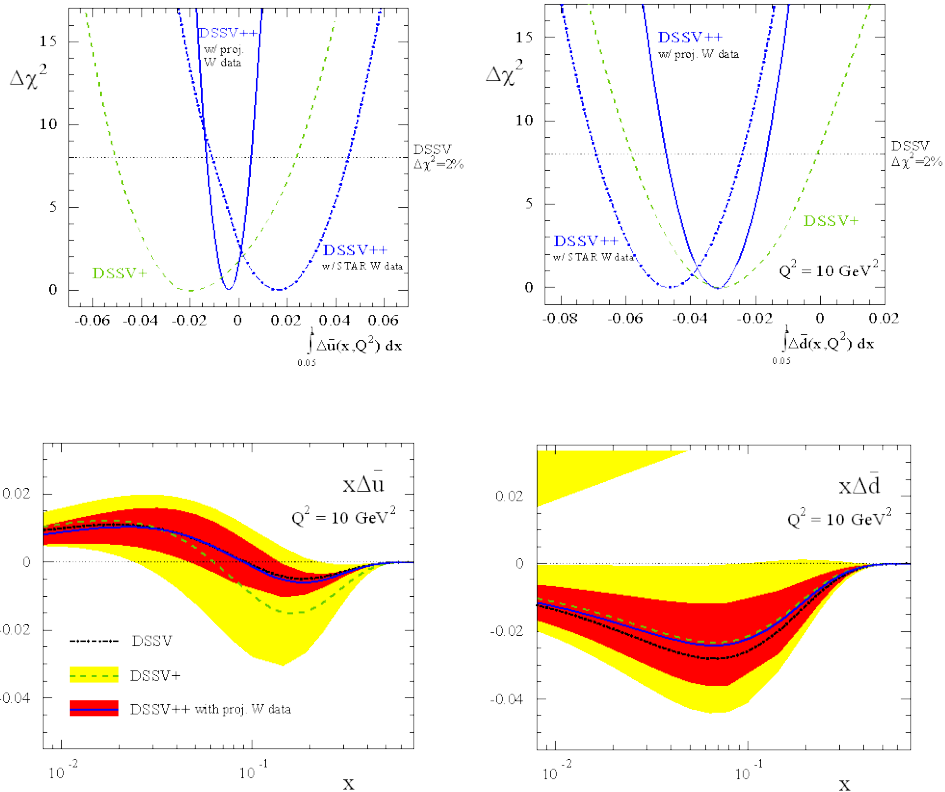 15
10
5
0
Δχ²
DSSV++
w/ proj.
W data
DSSV
Δχ²=2%
DSSV+
DSSV++
w/ STAR W data
-0.06 -0.04 -0.02 0 0.02 0.04 0.06
1
∫ Δū(x,Q²) dx
0.05
15
10
5
0
Δχ²
DSSV++
w/ proj. W data
DSSV
Δχ²=2%
DSSV+
DSSV++
w/ STAR W data
Q² = 10 GeV²
-0.08 -0.06 -0.04 -0.02 0 0.02
1
∫ Δd̄(x,Q²) dx
0.05
0.02
0
-0.02
0.04
xΔū
Q² = 10 GeV²
DSSV
DSSV+
DSSV++ with proj. W data
10⁻² 10⁻¹
x
0.02
0
-0.02
-0.04
xΔd̄
Q² = 10 GeV²
10⁻² 10⁻¹
x